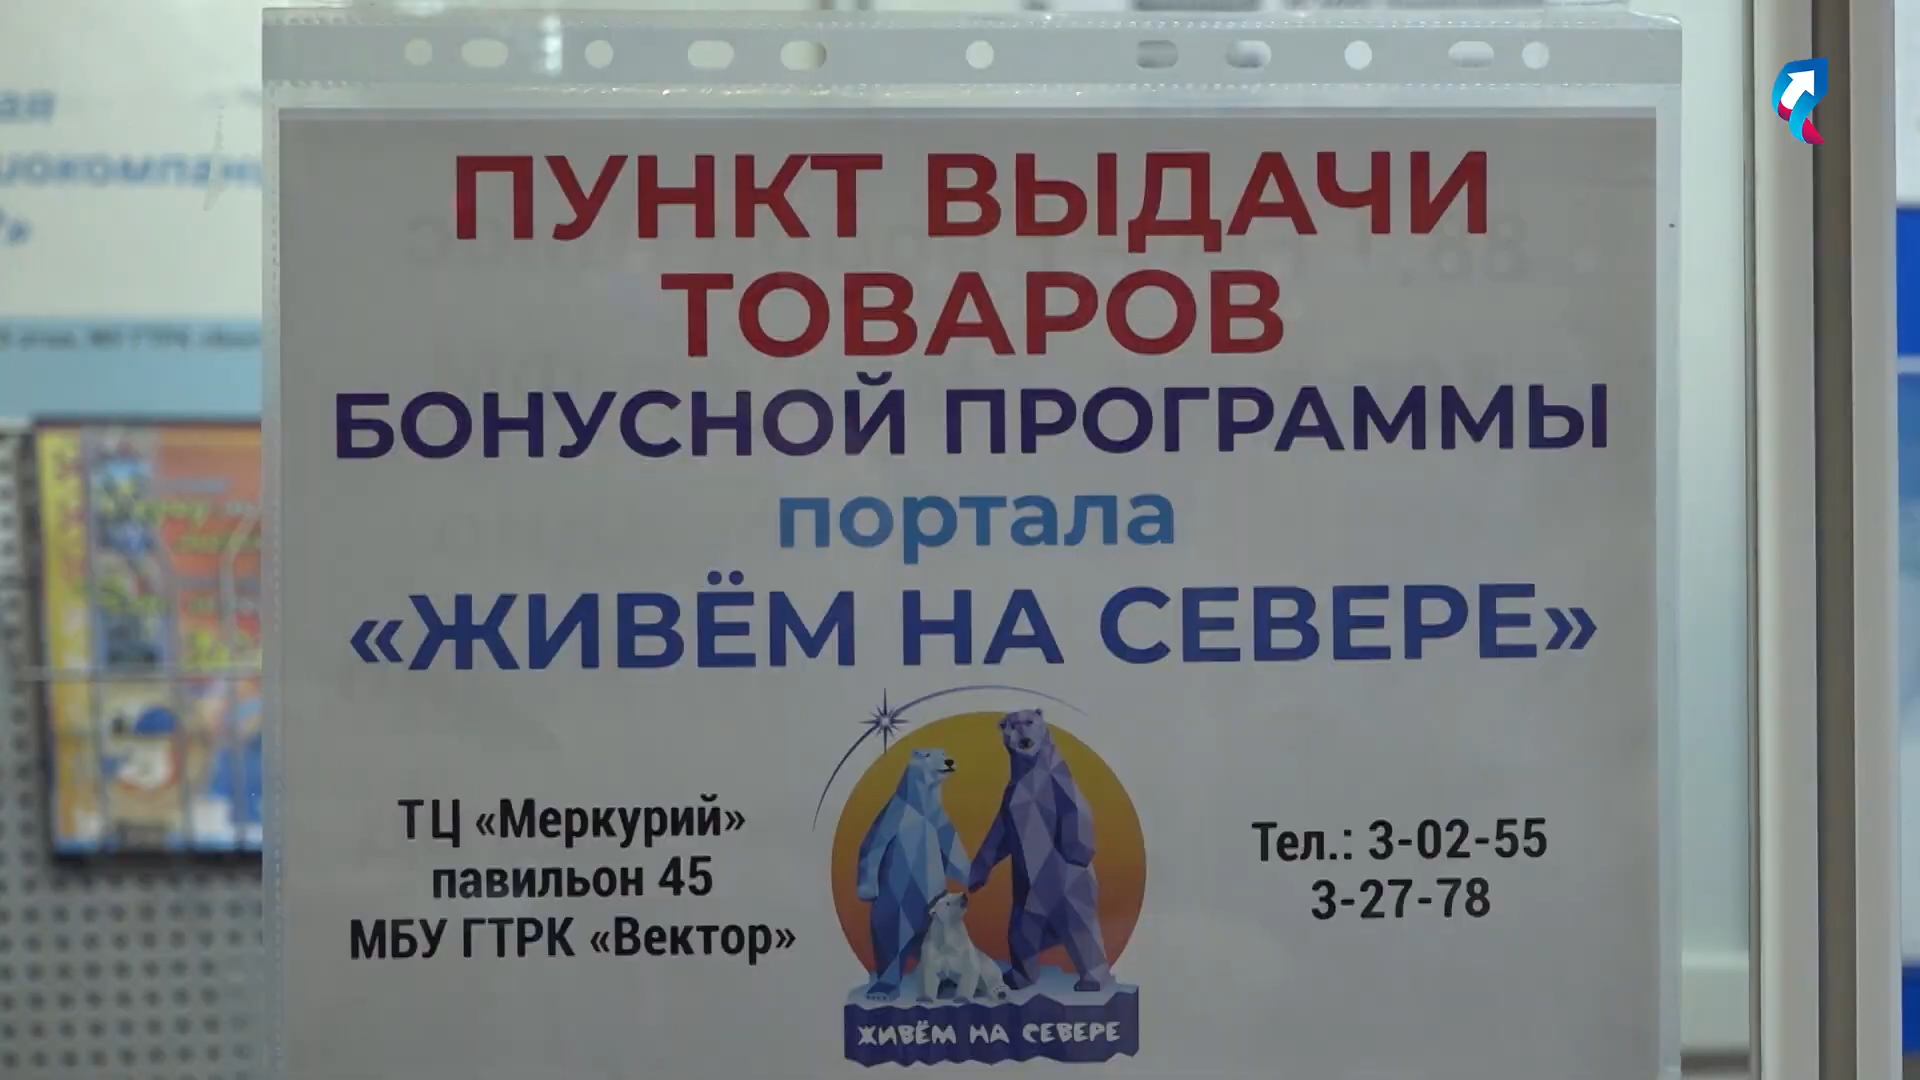 ПУНКТ ВЫДАЧИ
ТОВАРОВ
БОНУСНОЙ ПРОГРАММЫ
портала
«ЖИВЁМ НА СЕВЕРЕ»
ТЦ «Меркурий»
павильон 45
МБУ ГТРК «Вектор»
Тел.: 3-02-55
3-27-78
ЖИВЁМ НА СЕВЕРЕ